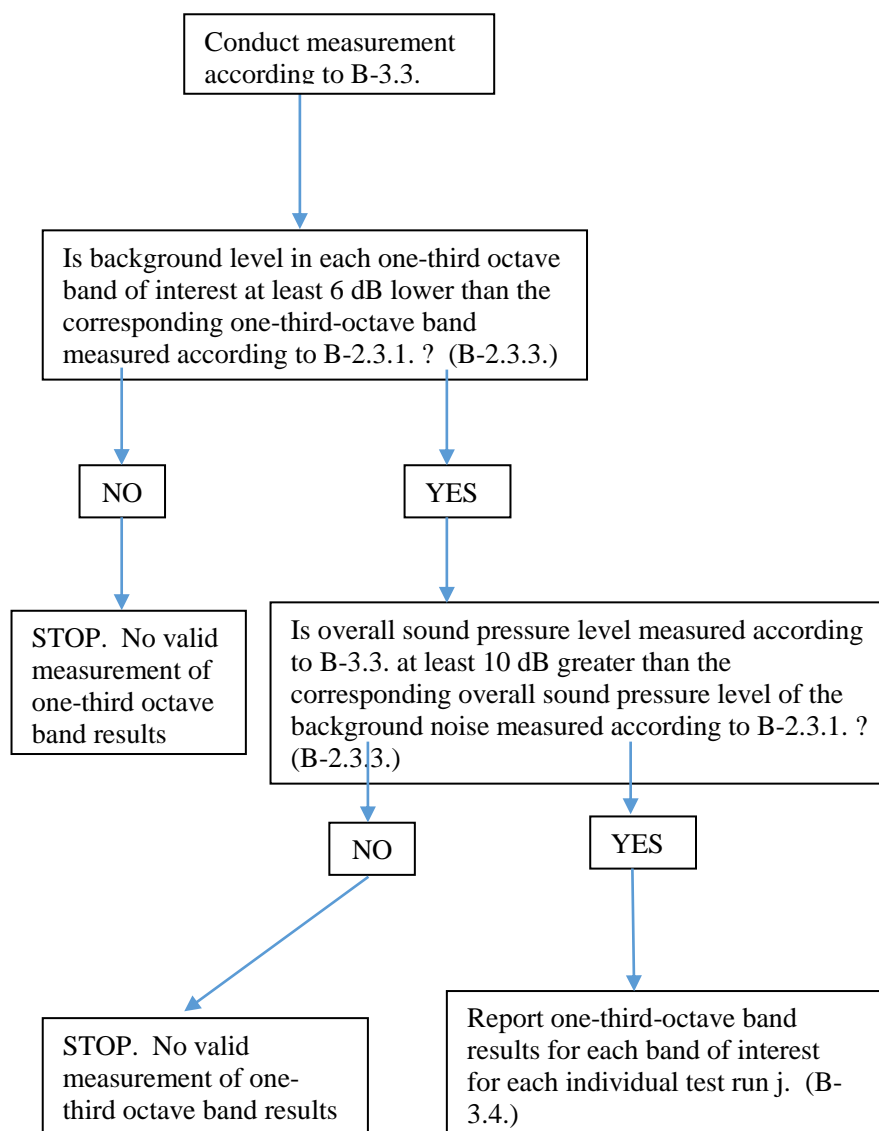 Conduct measurement
according to B-3.3.
Is background level in each one-third octave
band of interest at least 6 dB lower than the
corresponding one-third-octave band
measured according to B-2.3.1. ?  (B-2.3.3.)
NO
YES
STOP.  No valid
measurement of
one-third octave
band results
Is overall sound pressure level measured according
to B-3.3. at least 10 dB greater than the
corresponding overall sound pressure level of the
background noise measured according to B-2.3.1. ?
(B-2.3.3.)
NO
YES
STOP.  No valid
measurement of one-
third octave band results
Report one-third-octave band
results for each band of interest
for each individual test run j.  (B-
3.4.)